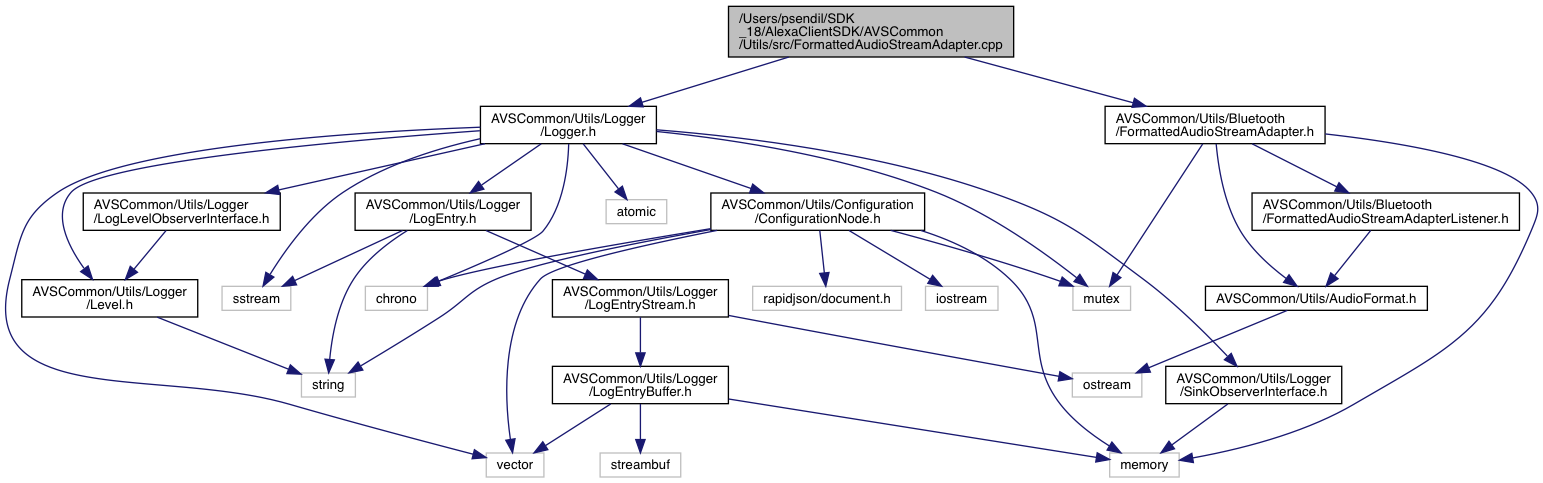 /Users/psendil/SDK
_18/AlexaClientSDK/AVSCommon
/Utils/src/FormattedAudioStreamAdapter.cpp
AVSCommon/Utils/Logger
/Logger.h
AVSCommon/Utils/Bluetooth
/FormattedAudioStreamAdapter.h
AVSCommon/Utils/Logger
/LogLevelObserverInterface.h
AVSCommon/Utils/Logger
/LogEntry.h
atomic
AVSCommon/Utils/Configuration
/ConfigurationNode.h
AVSCommon/Utils/Bluetooth
/FormattedAudioStreamAdapterListener.h
AVSCommon/Utils/Logger
/Level.h
sstream
chrono
AVSCommon/Utils/Logger
/LogEntryStream.h
rapidjson/document.h
iostream
mutex
AVSCommon/Utils/AudioFormat.h
string
AVSCommon/Utils/Logger
/LogEntryBuffer.h
ostream
AVSCommon/Utils/Logger
/SinkObserverInterface.h
vector
streambuf
memory